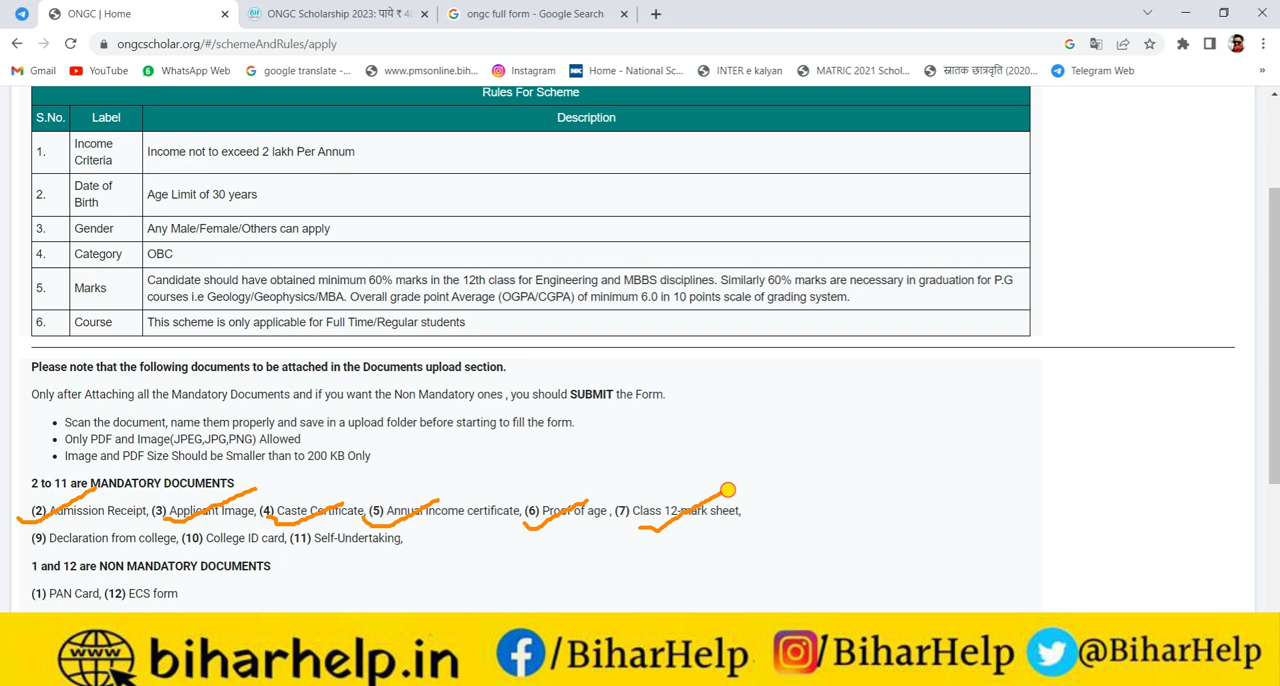 ONGC | Home
ONGC Scholarship 2023: पाये ₹ 48
ongc full form - Google Search
ongcscholar.org/#/schemeAndRules/apply
Gmail
YouTube
WhatsApp Web
google translate -...
www.pmsonline.bih...
Instagram
Home - National Sc...
INTER e kalyan
MATRIC 2021 Schol...
स्नातक छात्रवृति (2020...
Telegram Web
»
Rules For Scheme
S.No. Label Description
1. Income Criteria Income not to exceed 2 lakh Per Annum
2. Date of Birth Age Limit of 30 years
3. Gender Any Male/Female/Others can apply
4. Category OBC
5. Marks Candidate should have obtained minimum 60% marks in the 12th class for Engineering and MBBS disciplines. Similarly 60% marks are necessary in graduation for P.G
courses i.e Geology/Geophysics/MBA. Overall grade point Average (OGPA/CGPA) of minimum 6.0 in 10 points scale of grading system.
6. Course This scheme is only applicable for Full Time/Regular students
Please note that the following documents to be attached in the Documents upload section.
Only after Attaching all the Mandatory Documents and if you want the Non Mandatory ones , you should SUBMIT the Form.
• Scan the document, name them properly and save in a upload folder before starting to fill the form.
• Only PDF and Image(JPEG,JPG,PNG) Allowed
• Image and PDF Size Should be Smaller than to 200 KB Only
2 to 11 are MANDATORY DOCUMENTS
(2) Admission Receipt, (3) Applicant Image, (4) Caste Certificate, (5) Annual income certificate, (6) Proof of age , (7) Class 12-mark sheet,
(9) Declaration from college, (10) College ID card, (11) Self-Undertaking,
1 and 12 are NON MANDATORY DOCUMENTS
(1) PAN Card, (12) ECS form
WWW
biharhelp.in
/BiharHelp
/BiharHelp
@BiharHelp